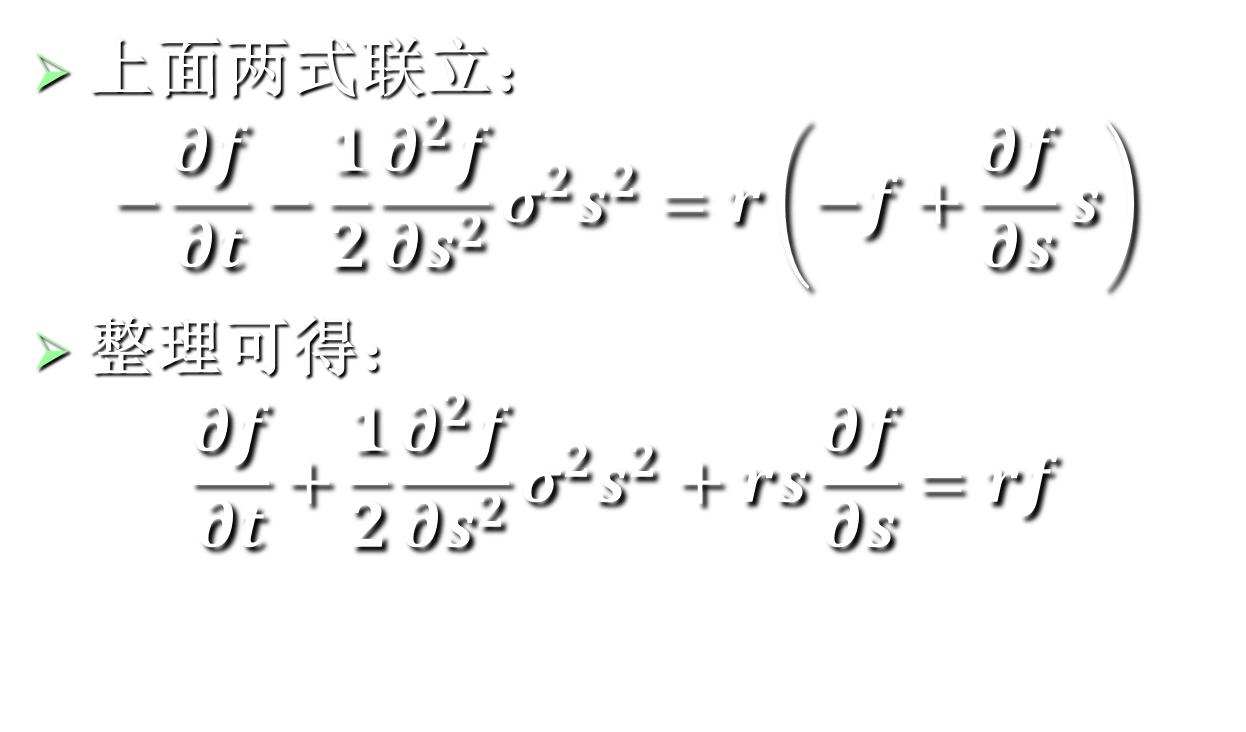 上面两式联立:
−∂f/∂t − 1/2 ∂²f/∂s² σ²s² = r(−f + ∂f/∂s s)
整理可得:
∂f/∂t + 1/2 ∂²f/∂s² σ²s² + rs ∂f/∂s = rf